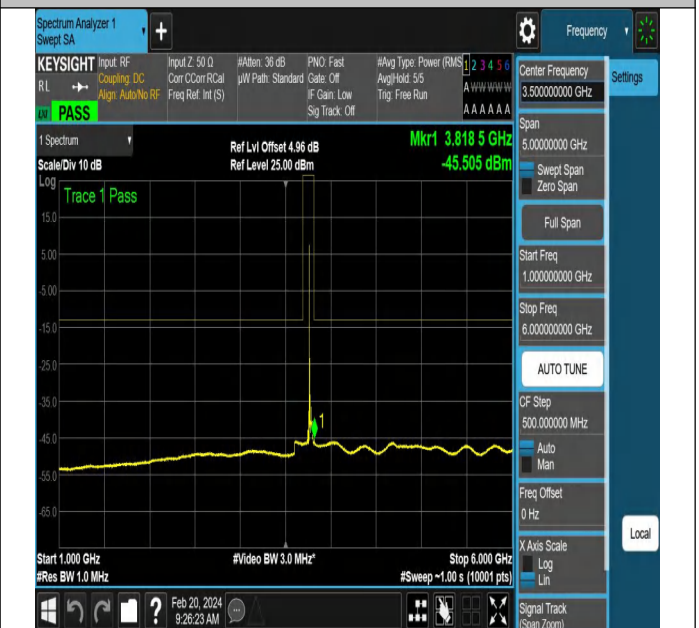 Spectrum Analyzer 1
Swept SA
+
Frequency
KEYSIGHT
RL
PASS
Input: RF
Coupling: DC
Align: Auto/No RF
Input Z: 50 Ω
Corr CCorr RCal
Freq Ref: Int (S)
#Atten: 36 dB
µW Path: Standard
PNO: Fast
Gate: Off
IF Gain: Low
Sig Track: Off
#Avg Type: Power (RMS
Avg|Hold: 5/5
Trig: Free Run
1 2 3 4 5 6
A W W W W W
A A A A A A
1 Spectrum
Scale/Div 10 dB
Ref Lvl Offset 4.96 dB
Ref Level 25.00 dBm
Mkr1 3.818 5 GHz
-45.505 dBm
Log
Trace 1 Pass
15.0
5.00
-5.00
-15.0
-25.0
-35.0
-45.0
-55.0
-65.0
1
Start 1.000 GHz
#Res BW 1.0 MHz
#Video BW 3.0 MHz*
Stop 6.000 GHz
#Sweep ~1.00 s (10001 pts)
?
Feb 20, 2024
9:26:23 AM
Center Frequency
3.500000000 GHz
Settings
Span
5.00000000 GHz
Swept Span
Zero Span
Full Span
Start Freq
1.000000000 GHz
Stop Freq
6.000000000 GHz
AUTO TUNE
CF Step
500.000000 MHz
Auto
Man
Freq Offset
0 Hz
Local
X Axis Scale
Log
Lin
Signal Track
(Span Zoom)